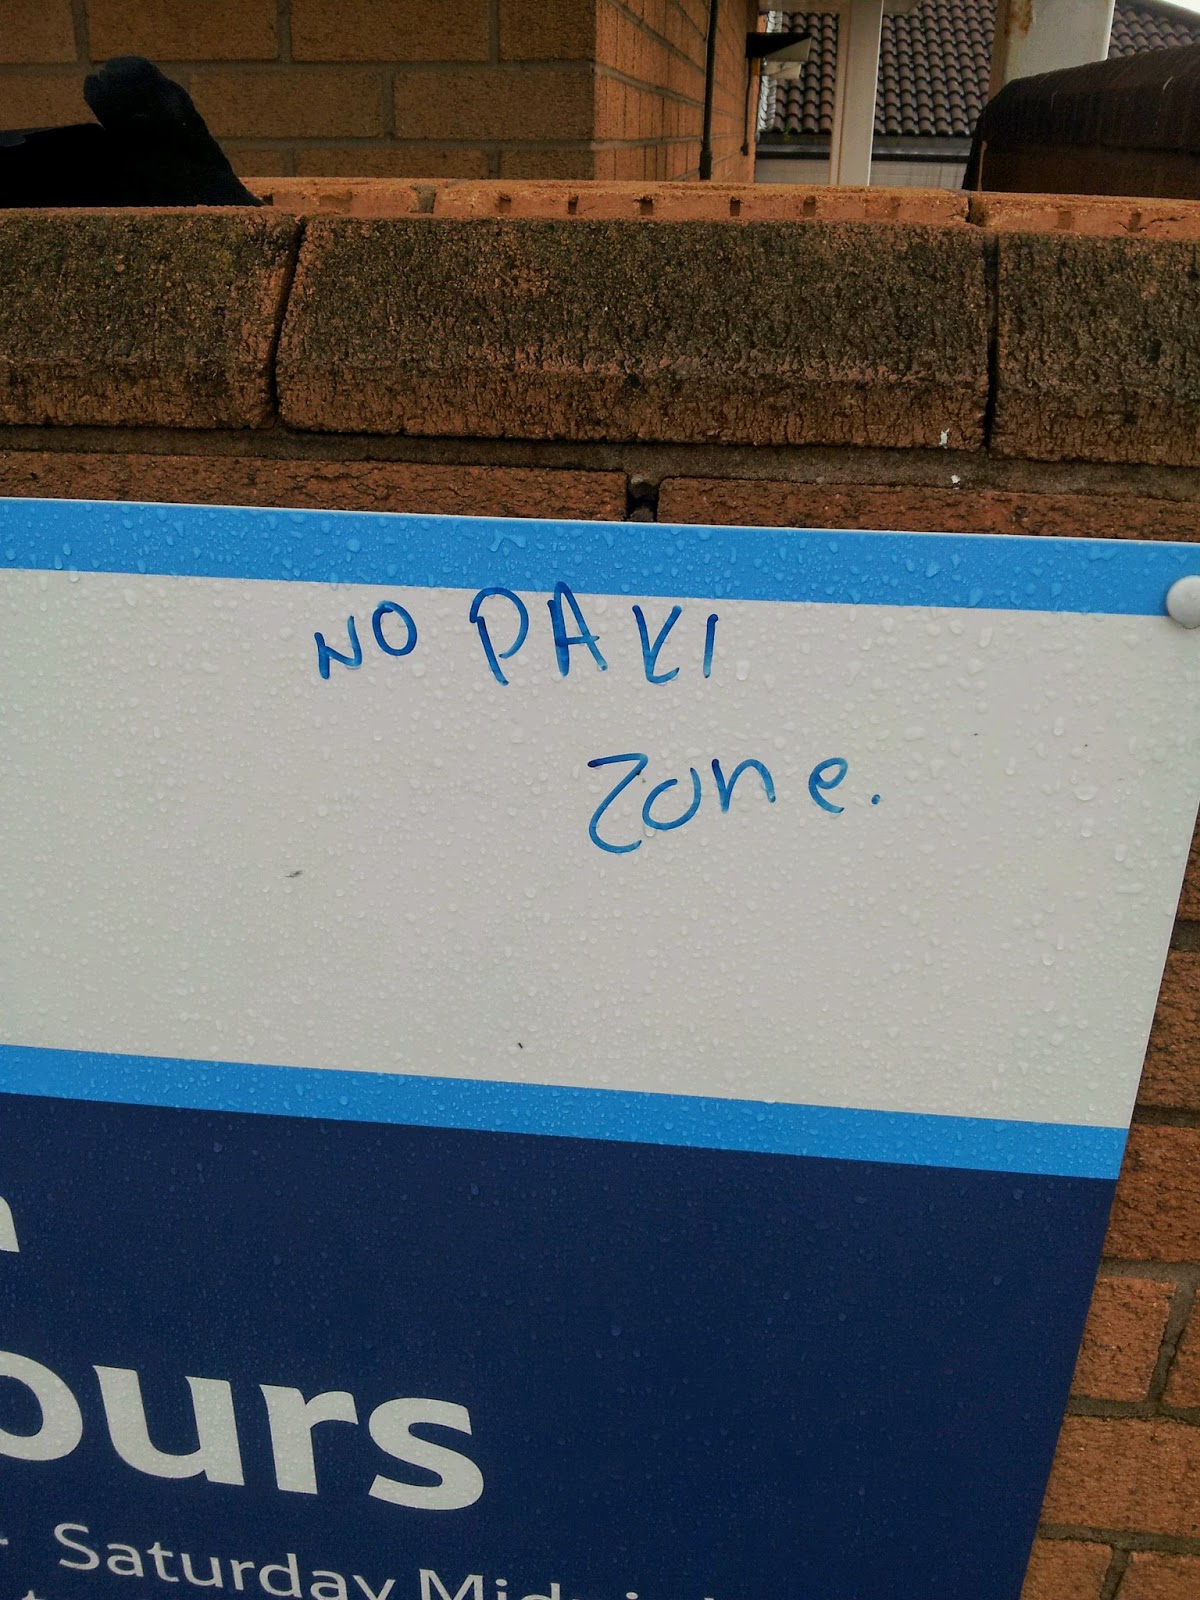 NO PAKI
zone.
ours
Saturday